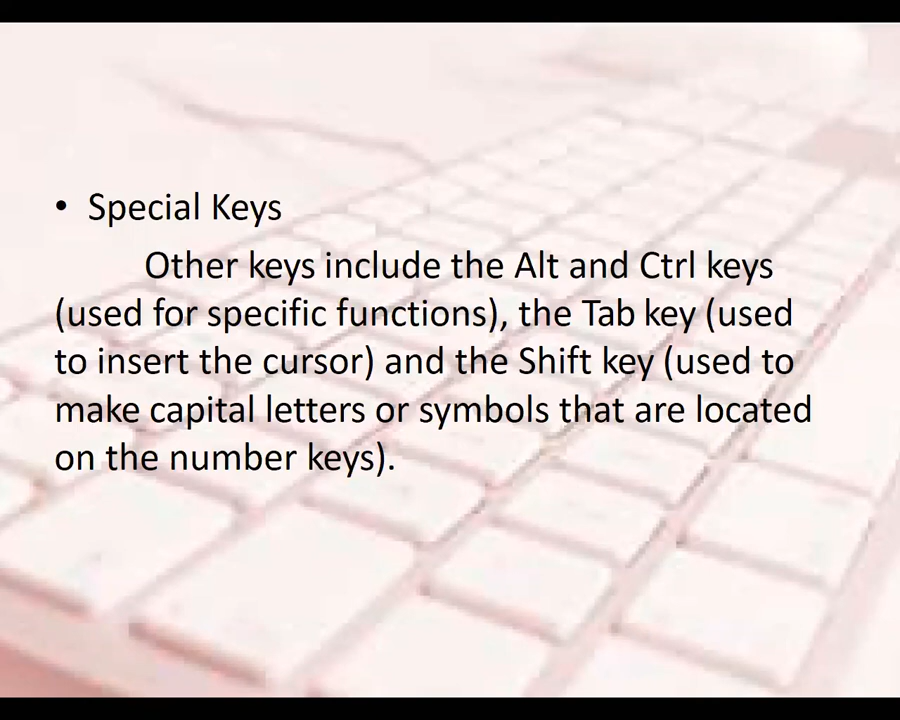 • Special Keys
Other keys include the Alt and Ctrl keys
(used for specific functions), the Tab key (used
to insert the cursor) and the Shift key (used to
make capital letters or symbols that are located
on the number keys).